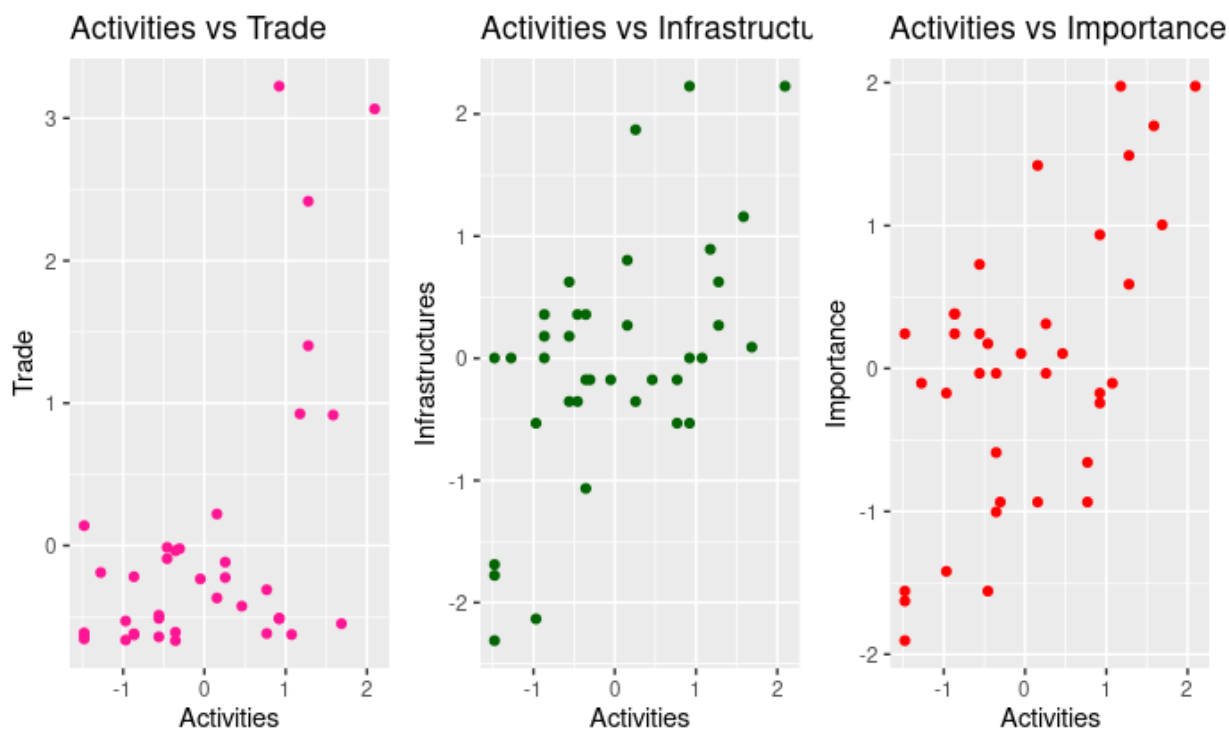 Activities vs Trade
3
2
1
0
Trade
-1 0 1 2
Activities
Activities vs Infrastructu
2
1
0
-1
-2
Infrastructures
-1 0 1 2
Activities
Activities vs Importance
2
1
0
-1
-2
Importance
-1 0 1 2
Activities